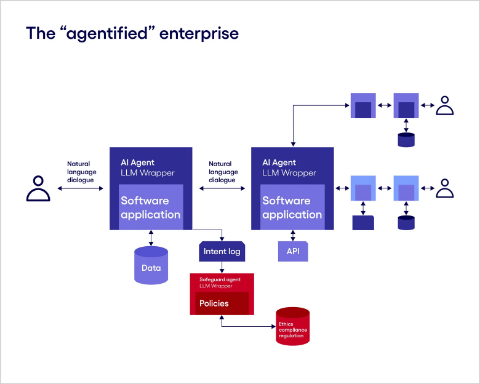 The “agentified” enterprise
Natural
language
dialogue
AI Agent
LLM Wrapper
Software
application
Natural
language
dialogue
AI Agent
LLM Wrapper
Software
application
Data
Intent log
API
Safeguard agent
LLM Wrapper
Policies
Ethics
compliance
regulation